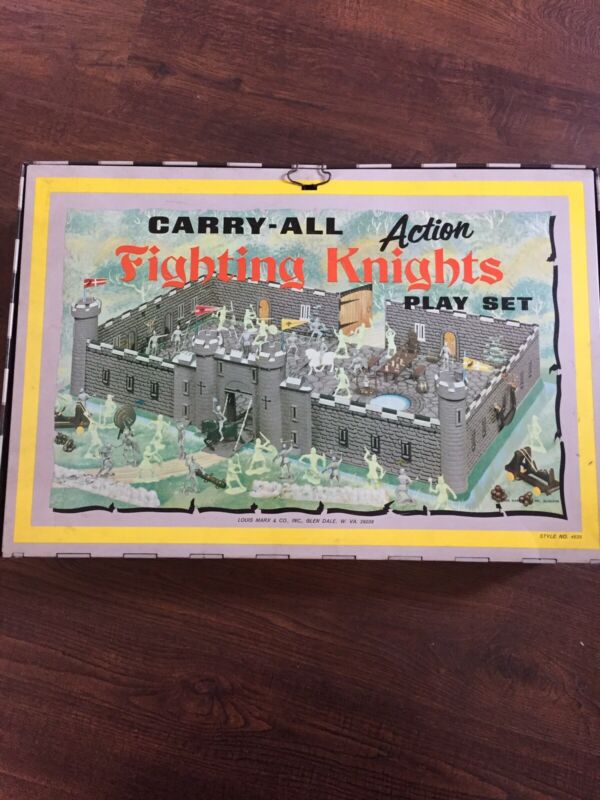 CARRY-ALL Action
Fighting Knights
PLAY SET
LOUIS MARX & CO., INC., GLEN DALE, W. VA. 26038
STYLE NO. 4635